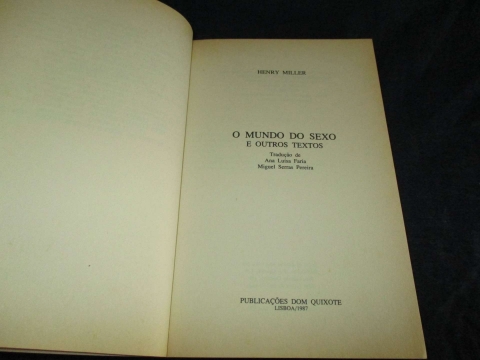 HENRY MILLER
O MUNDO DO SEXO
E OUTROS TEXTOS
Tradução de
Ana Luísa Faria
Miguel Serras Pereira
PUBLICAÇÕES DOM QUIXOTE
LISBOA/1987